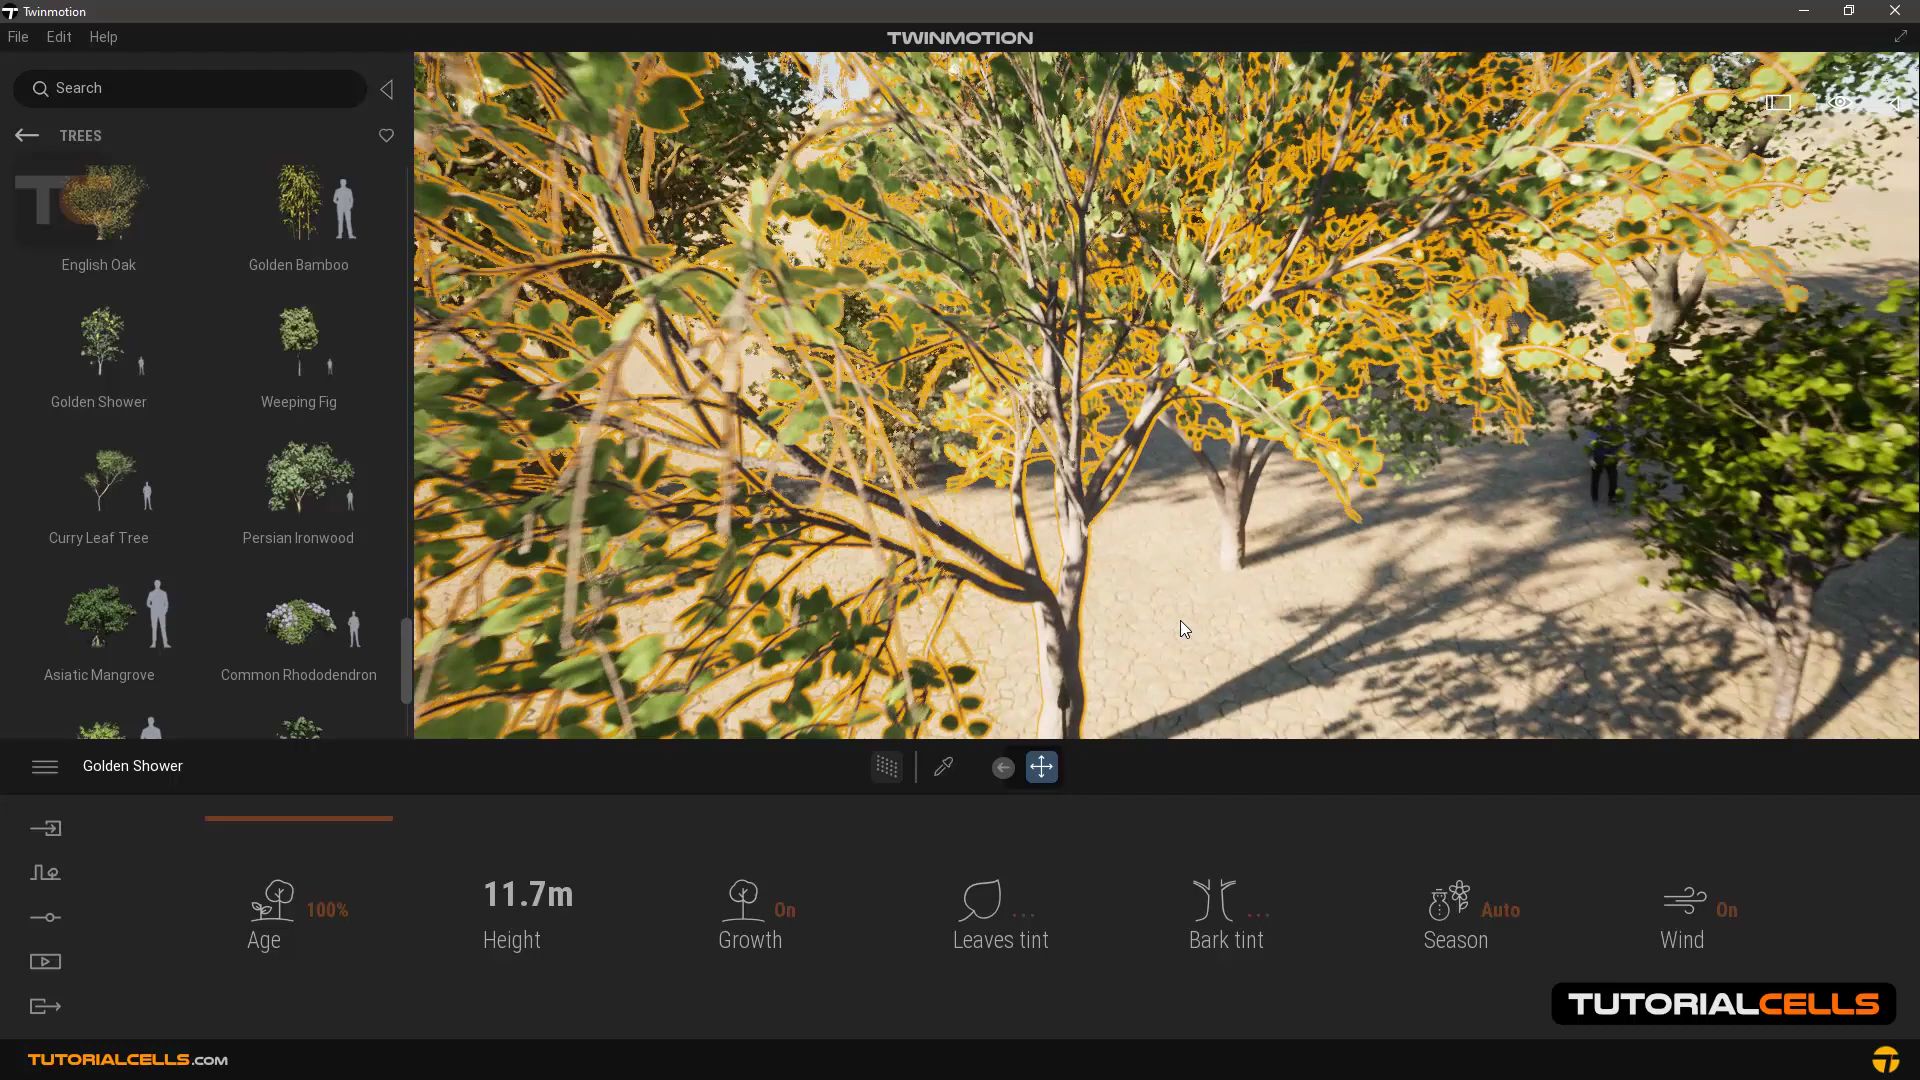 Twinmotion
File Edit Help
TWINMOTION
Search
TREES
TC
English Oak
Golden Bamboo
Golden Shower
Weeping Fig
Curry Leaf Tree
Persian Ironwood
Asiatic Mangrove
Common Rhododendron
Golden Shower
100%
Age
11.7m
Height
On
Growth
...
Leaves tint
...
Bark tint
Auto
Season
On
Wind
TUTORIALCELLS
TUTORIALCELLS.COM